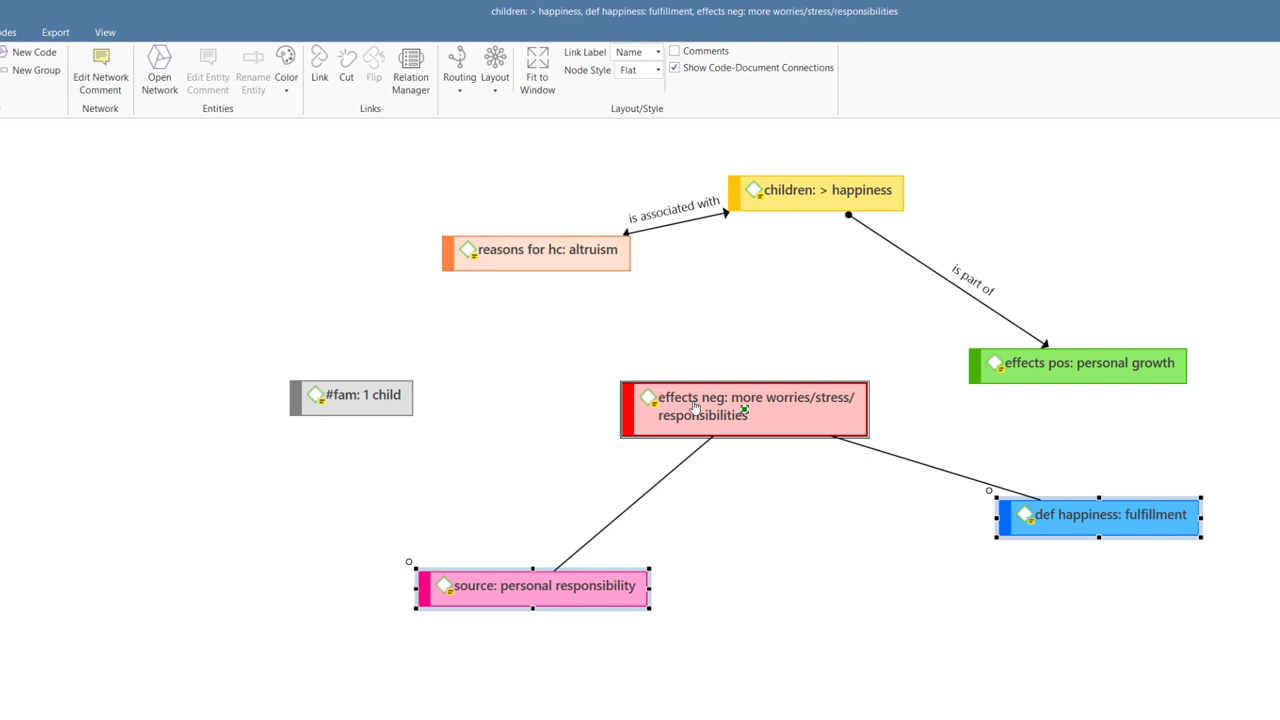 children: > happiness, def happiness: fulfillment, effects neg: more worries/stress/responsibilities
odes Export View
New Code
New Group
Edit Network
Comment
Network
Open
Network
Edit Entity
Comment
Rename
Entity
Color
Entities
Link
Cut
Flip
Relation
Manager
Links
Routing
Layout
Fit to
Window
Link Label Name
Node Style Flat
Comments
Show Code-Document Connections
Layout/Style
children: > happiness
is associated with
reasons for hc: altruism
is part of
effects pos: personal growth
#fam: 1 child
effects neg: more worries/stress/
responsibilities
def happiness: fulfillment
source: personal responsibility